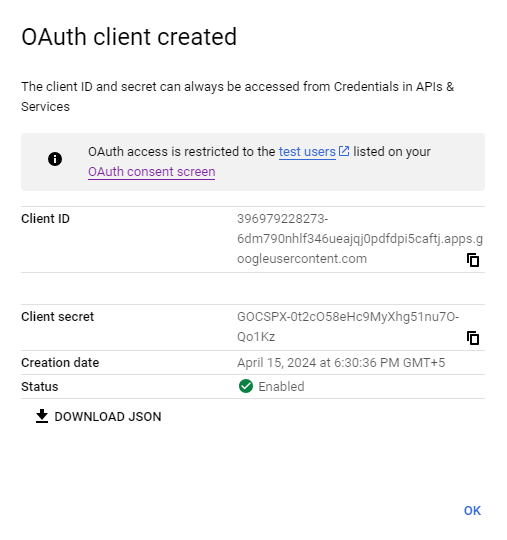 OAuth client created
The client ID and secret can always be accessed from Credentials in APIs &
Services
OAuth access is restricted to the test users listed on your
OAuth consent screen
Client ID
396979228273-
6dm790nhlf346ueajqj0pdfdpi5caftj.apps.g
oogleusercontent.com
Client secret
GOCSPX-0t2cO58eHc9MyXhg51nu7O-
Qo1Kz
Creation date
April 15, 2024 at 6:30:36 PM GMT+5
Status
Enabled
DOWNLOAD JSON
OK